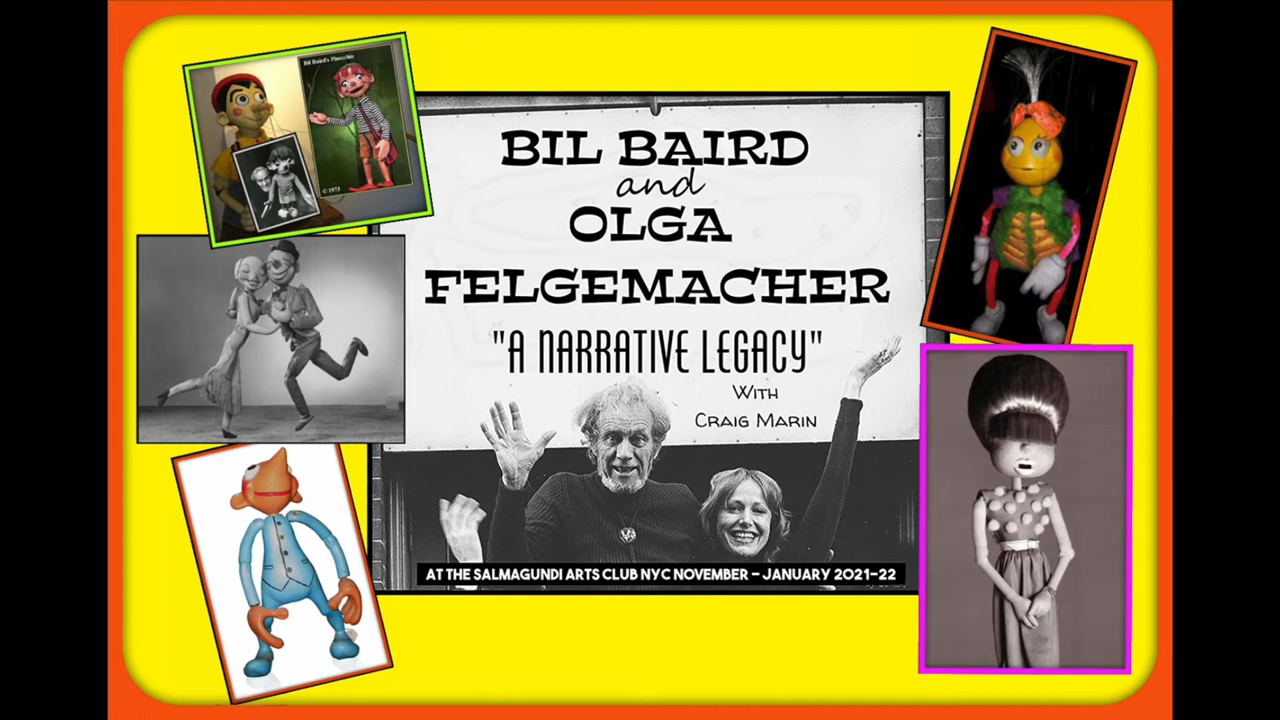 Bil Baird's Pinocchio
© 1973
BIL BAIRD
and
OLGA
FELGEMACHER
"A NARRATIVE LEGACY"
WITH
CRAIG MARIN
AT THE SALMAGUNDI ARTS CLUB NYC NOVEMBER – JANUARY 2021-22